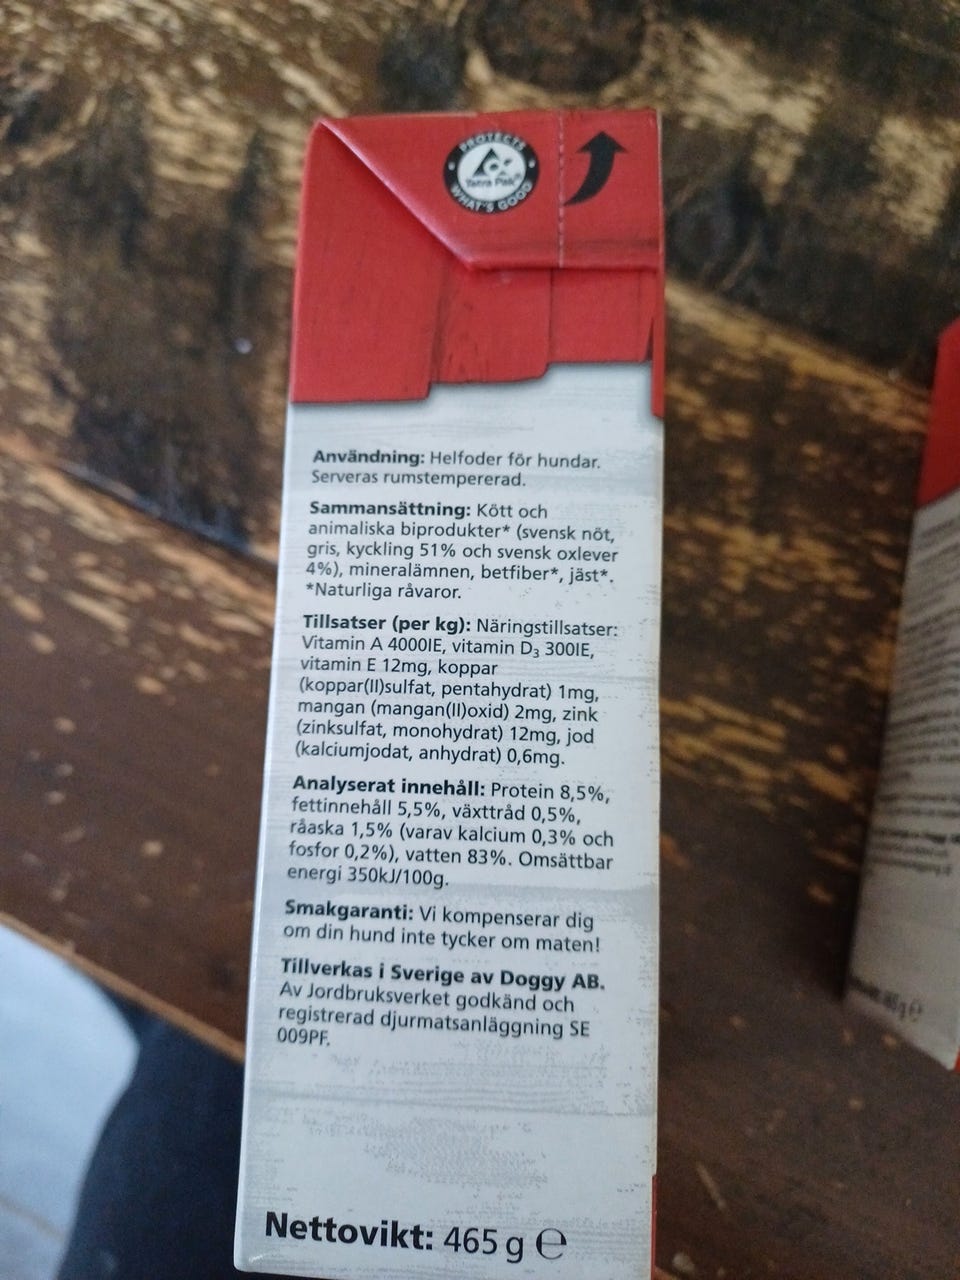 PROTECTS
Tetra Pak
WHAT'S GOOD
Användning: Helfoder för hundar.
Serveras rumstempererad.
Sammansättning: Kött och
animaliska biprodukter* (svensk nöt,
gris, kyckling 51% och svensk oxlever
4%), mineralämnen, betfiber*, jäst*.
*Naturliga råvaror.
Tillsatser (per kg): Näringstillsatser:
Vitamin A 4000IE, vitamin D₃ 300IE,
vitamin E 12mg, koppar
(koppar(II)sulfat, pentahydrat) 1mg,
mangan (mangan(II)oxid) 2mg, zink
(zinksulfat, monohydrat) 12mg, jod
(kalciumjodat, anhydrat) 0,6mg.
Analyserat innehåll: Protein 8,5%,
fettinnehåll 5,5%, växttråd 0,5%,
råaska 1,5% (varav kalcium 0,3% och
fosfor 0,2%), vatten 83%. Omsättbar
energi 350kJ/100g.
Smakgaranti: Vi kompenserar dig
om din hund inte tycker om maten!
Tillverkas i Sverige av Doggy AB.
Av Jordbruksverket godkänd och
registrerad djurmatsanläggning SE
009PF.
Nettovikt: 465 g ℮